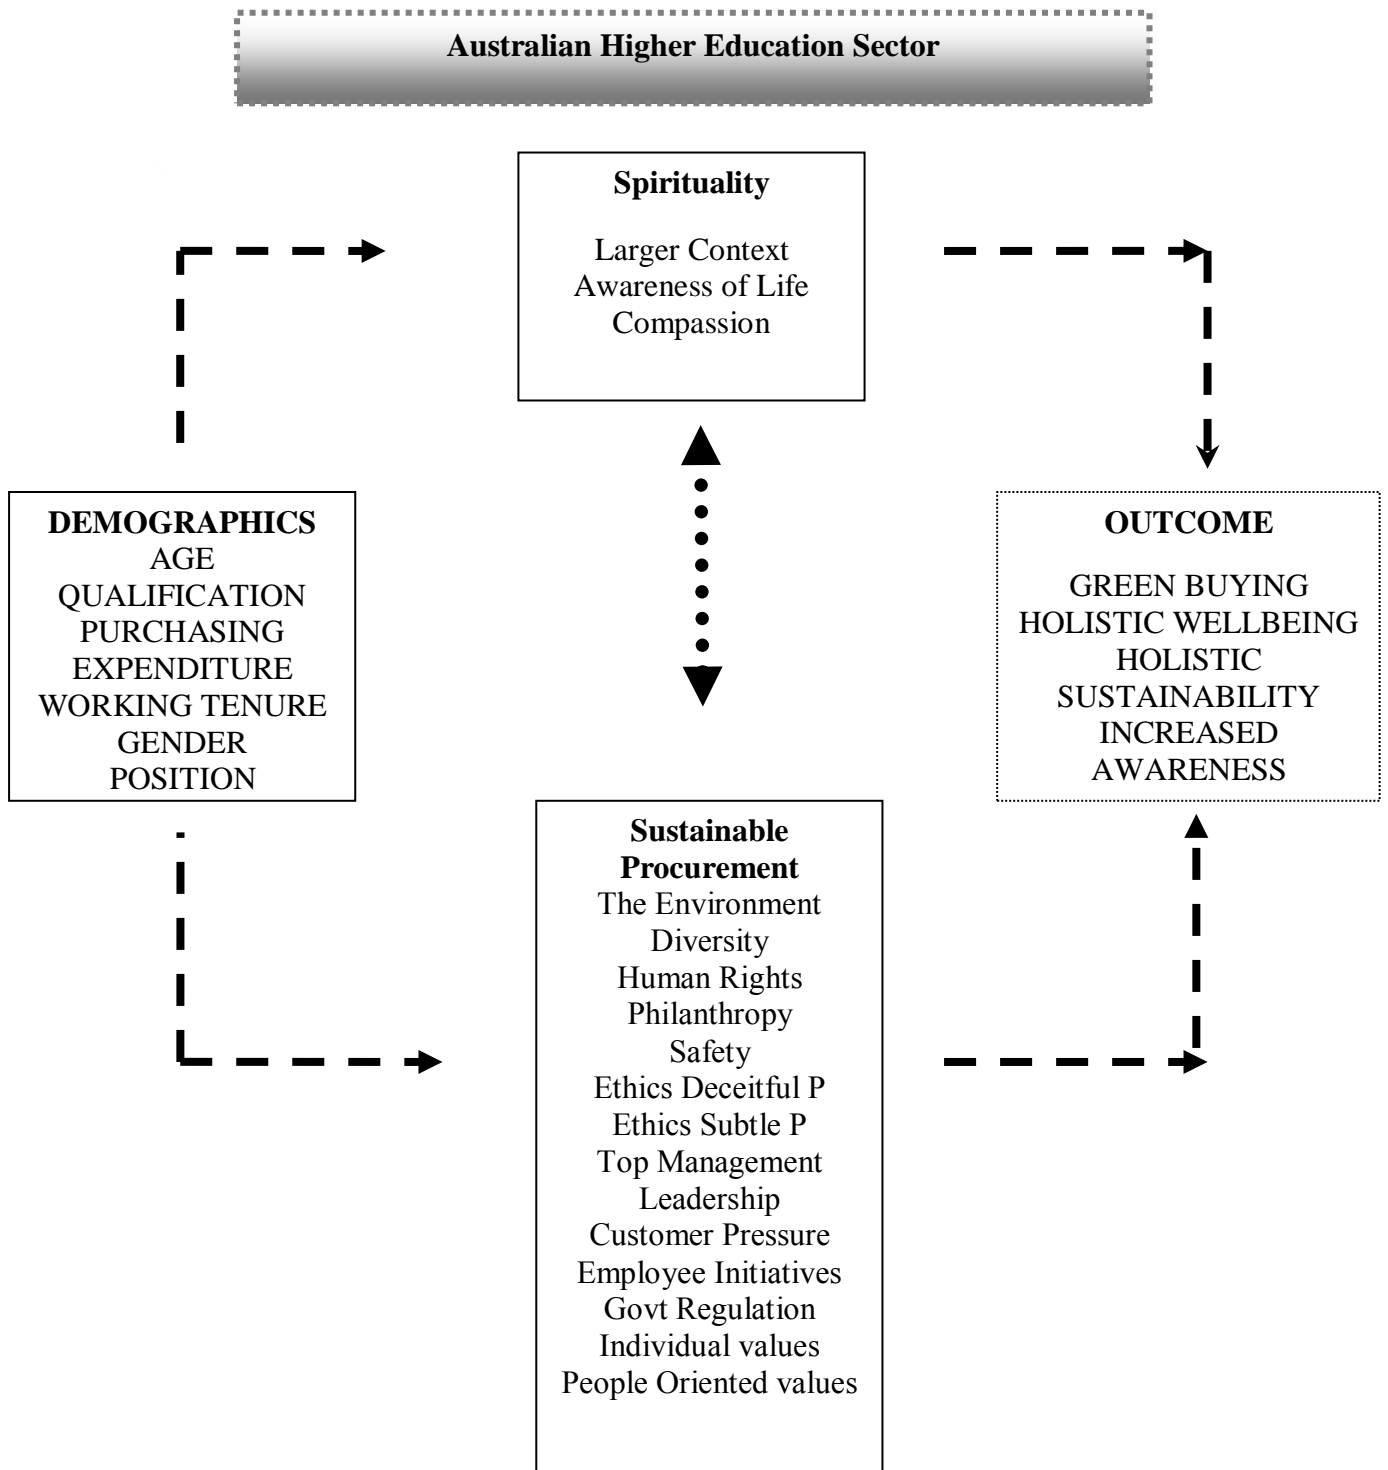 Australian Higher Education Sector
Spirituality
Larger Context
Awareness of Life
Compassion
DEMOGRAPHICS
AGE
QUALIFICATION
PURCHASING
EXPENDITURE
WORKING TENURE
GENDER
POSITION
OUTCOME
GREEN BUYING
HOLISTIC WELLBEING
HOLISTIC
SUSTAINABILITY
INCREASED
AWARENESS
Sustainable
Procurement
The Environment
Diversity
Human Rights
Philanthropy
Safety
Ethics Deceitful P
Ethics Subtle P
Top Management
Leadership
Customer Pressure
Employee Initiatives
Govt Regulation
Individual values
People Oriented values